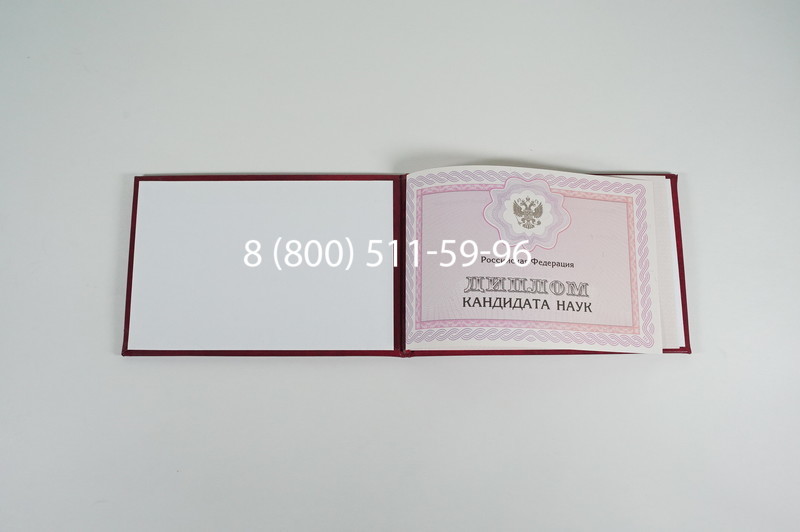 8 (800) 511-59-96
Российская Федерация
ДИПЛОМ
КАНДИДАТА НАУК